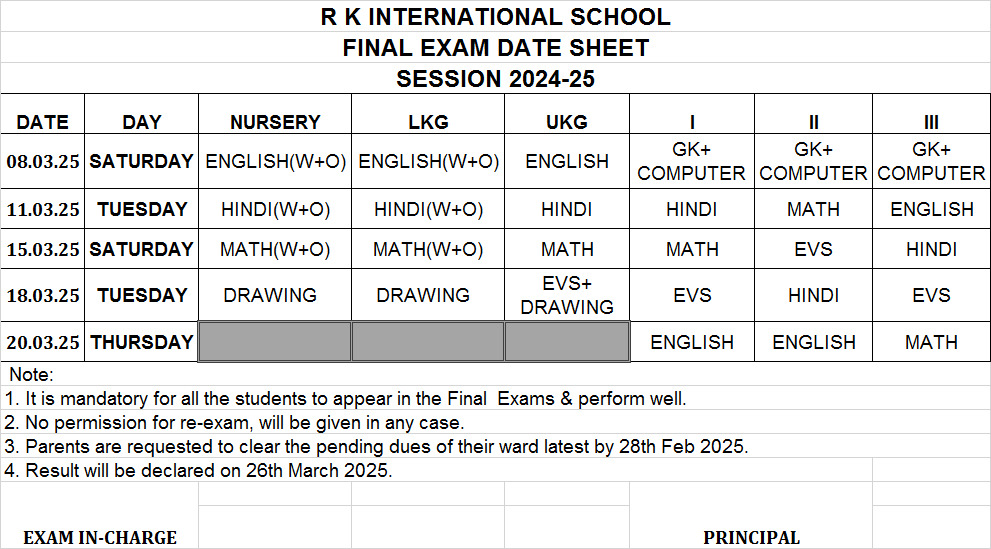 R K INTERNATIONAL SCHOOL
FINAL EXAM DATE SHEET
SESSION 2024-25
DATE DAY NURSERY LKG UKG I II III
08.03.25 SATURDAY ENGLISH(W+O) ENGLISH(W+O) ENGLISH GK+ COMPUTER GK+ COMPUTER GK+ COMPUTER
11.03.25 TUESDAY HINDI(W+O) HINDI(W+O) HINDI HINDI MATH ENGLISH
15.03.25 SATURDAY MATH(W+O) MATH(W+O) MATH MATH EVS HINDI
18.03.25 TUESDAY DRAWING DRAWING EVS+ DRAWING EVS HINDI EVS
20.03.25 THURSDAY ENGLISH ENGLISH MATH
Note:
1. It is mandatory for all the students to appear in the Final Exams & perform well.
2. No permission for re-exam, will be given in any case.
3. Parents are requested to clear the pending dues of their ward latest by 28th Feb 2025.
4. Result will be declared on 26th March 2025.
EXAM IN-CHARGE PRINCIPAL